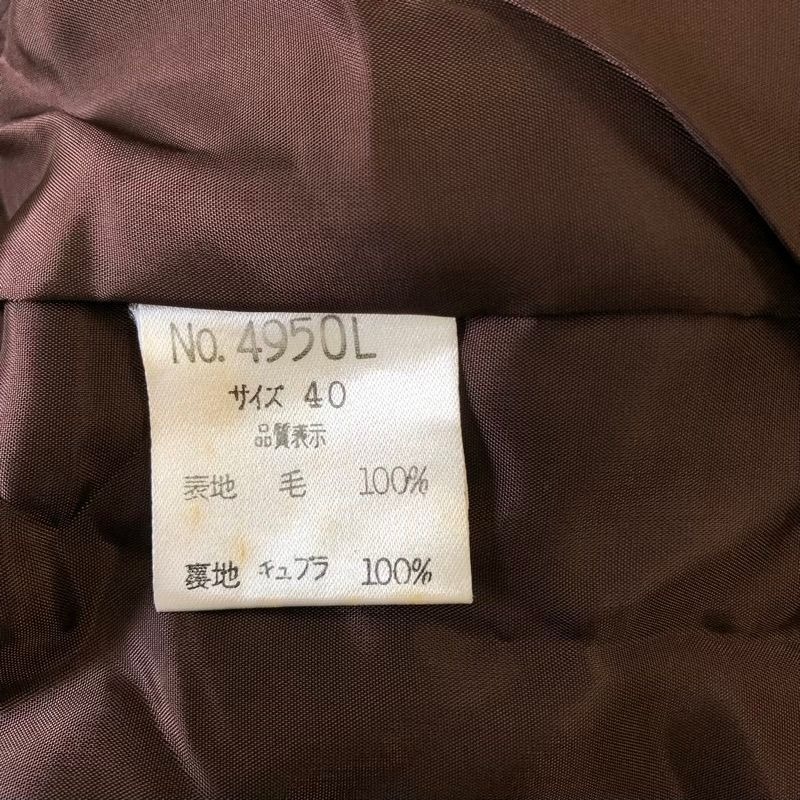 No. 4950L
サイズ 40
品質表示
表地 毛 100%
裏地 キュプラ 100%